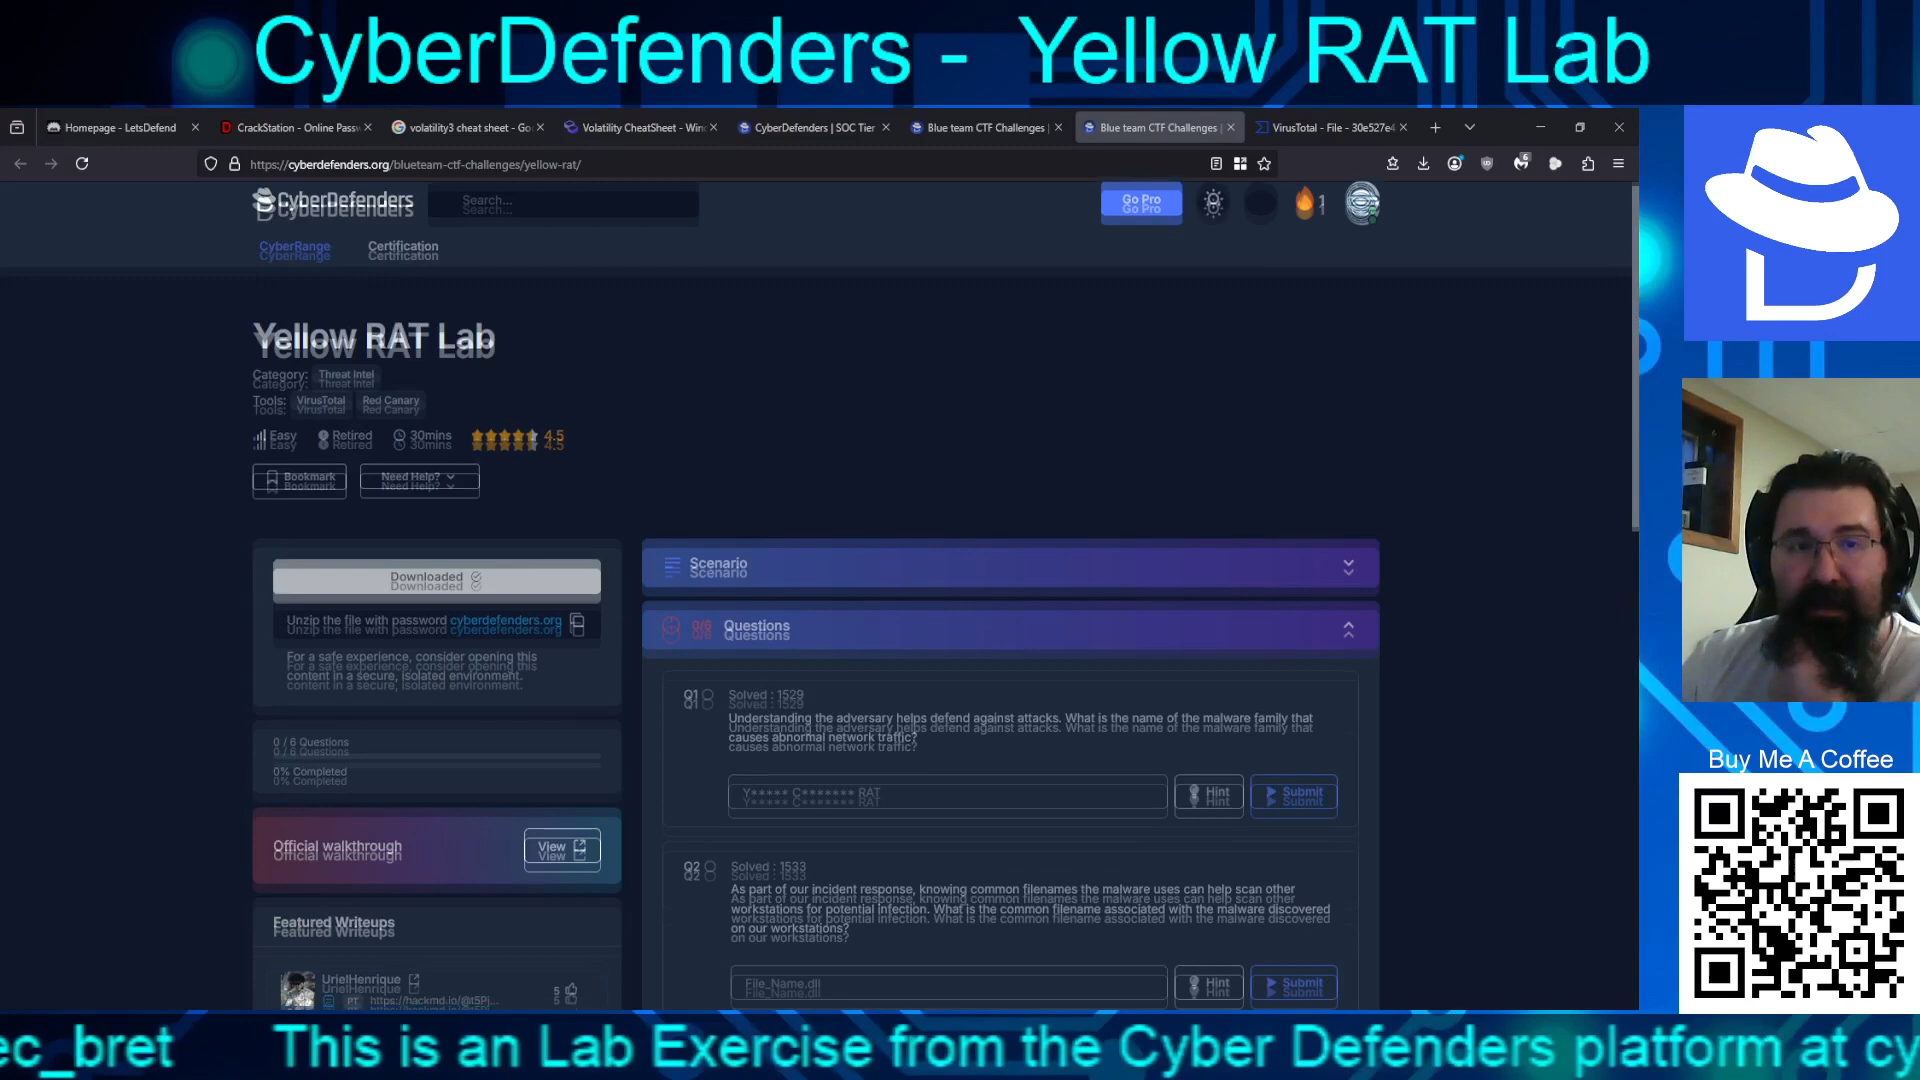 CyberDefenders - Yellow RAT Lab
Homepage - LetsDefend
CrackStation - Online Passw
volatility3 cheat sheet - Go
Volatility CheatSheet - Win
CyberDefenders | SOC Tier
Blue team CTF Challenges |
Blue team CTF Challenges |
VirusTotal - File - 30e527e4
https://cyberdefenders.org/blueteam-ctf-challenges/yellow-rat/
6
CyberDefenders
Search...
Go Pro
1
CyberRange
Certification
Yellow RAT Lab
Category: Threat Intel
Tools: VirusTotal Red Canary
Easy Retired 30mins 4.5
Bookmark
Need Help?
Downloaded
Unzip the file with password cyberdefenders.org
For a safe experience, consider opening this
content in a secure, isolated environment.
0 / 6 Questions
0% Completed
Official walkthrough
View
Featured Writeups
UrielHenrique
PT https://hackmd.io/@t5Pj...
5
Scenario
0/6 Questions
Q1 Solved : 1529
Understanding the adversary helps defend against attacks. What is the name of the malware family that
causes abnormal network traffic?
Y***** C******* RAT
Hint
Submit
Q2 Solved : 1533
As part of our incident response, knowing common filenames the malware uses can help scan other
workstations for potential infection. What is the common filename associated with the malware discovered
on our workstations?
File_Name.dll
Hint
Submit
Buy Me A Coffee
ec_bret This is an Lab Exercise from the Cyber Defenders platform at cy